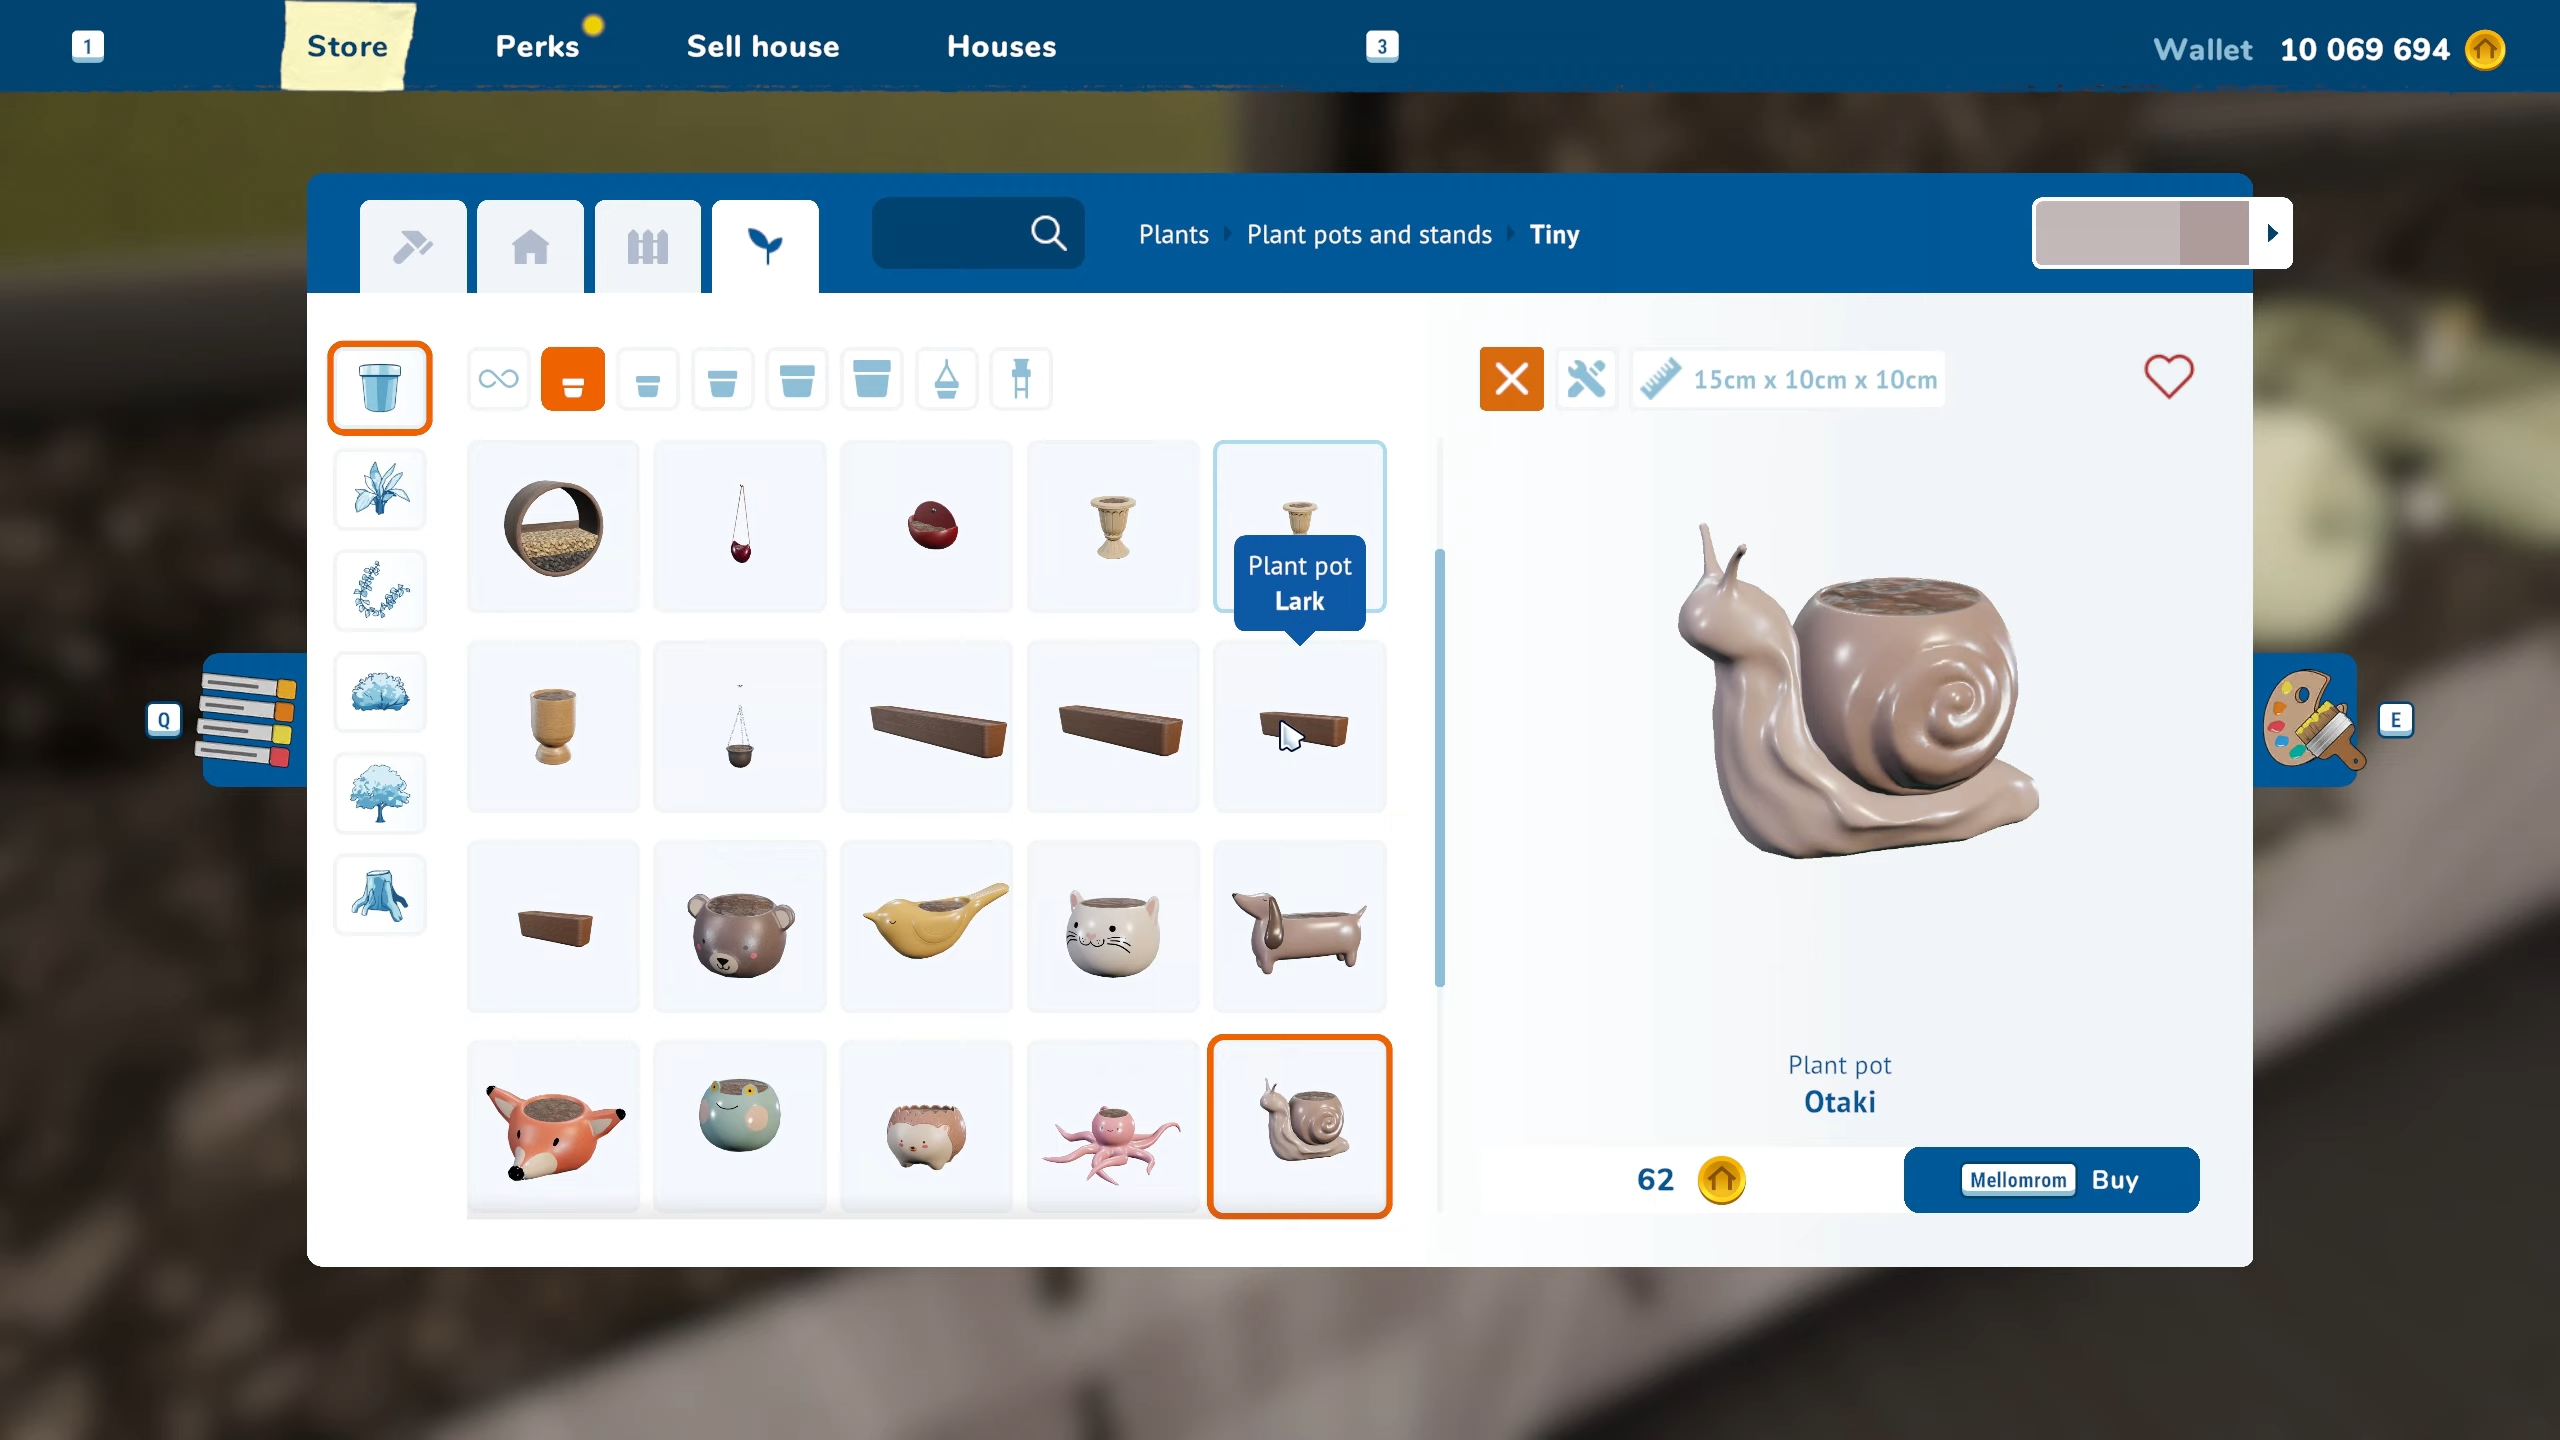 1
Store
Perks
Sell house
Houses
3
Wallet 10 069 694
Plants
Plant pots and stands
Tiny
15cm x 10cm x 10cm
Plant pot
Lark
Q
E
Plant pot
Otaki
62
Mellomrom Buy